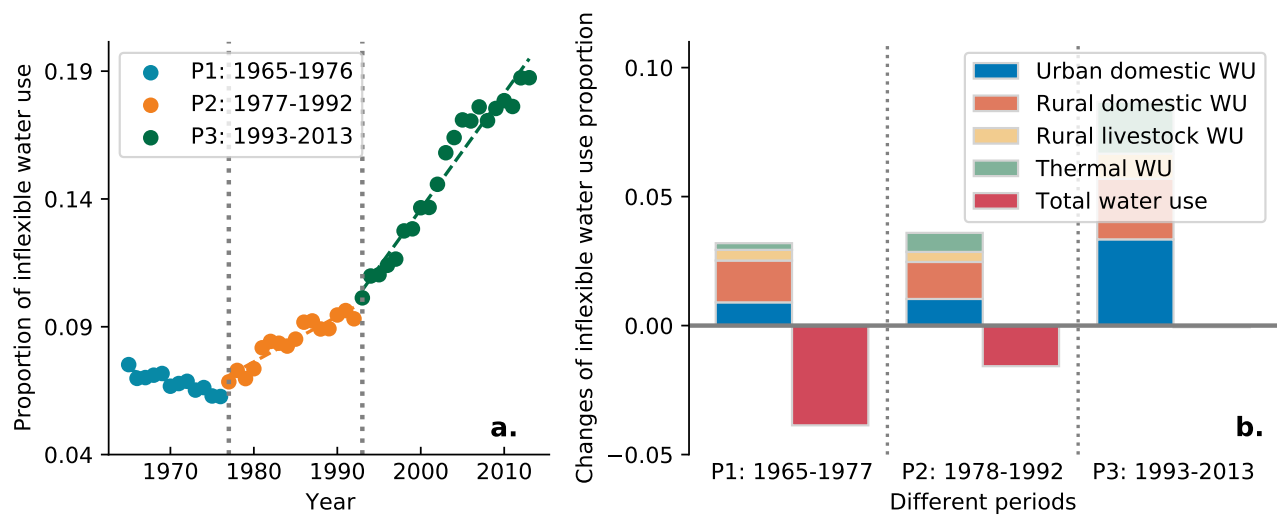 Proportion of inflexible water use
0.19
0.14
0.09
0.04
P1: 1965-1976
P2: 1977-1992
P3: 1993-2013
a.
1970 1980 1990 2000 2010
Year
Changes of inflexible water use proportion
0.10
0.05
0.00
−0.05
Urban domestic WU
Rural domestic WU
Rural livestock WU
Thermal WU
Total water use
b.
P1: 1965-1977 P2: 1978-1992 P3: 1993-2013
Different periods